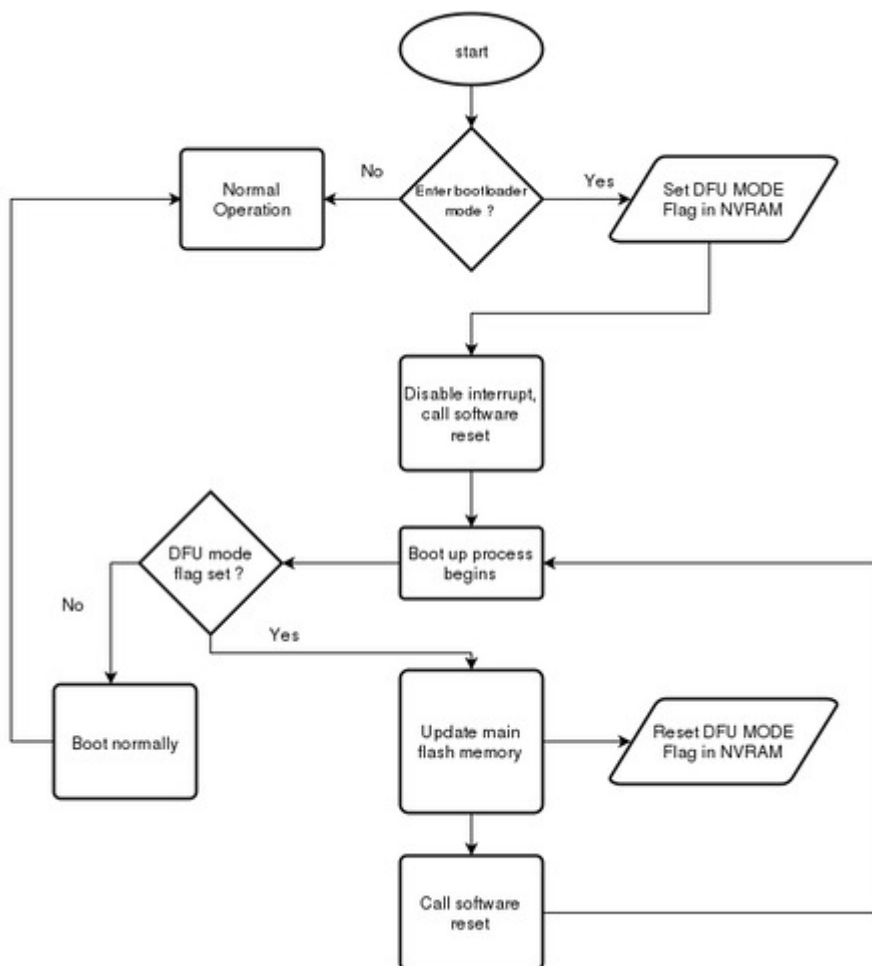 start
No
Enter bootloader
mode ?
Yes
Normal
Operation
Set DFU MODE
Flag in NVRAM
Disable interrupt,
call software
reset
DFU mode
flag set ?
Boot up process
begins
No
Yes
Boot normally
Update main
flash memory
Reset DFU MODE
Flag in NVRAM
Call software
reset